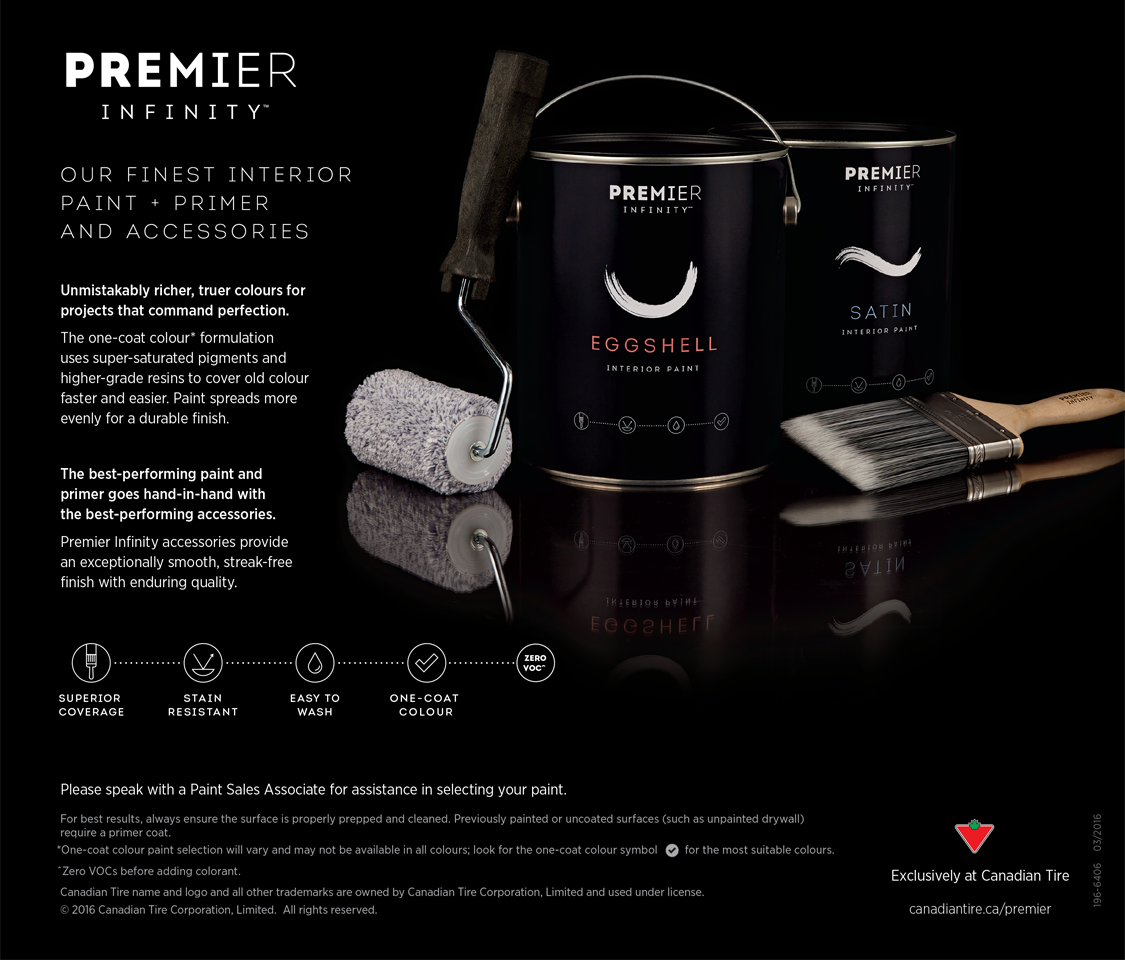 PREMIER
INFINITY™
OUR FINEST INTERIOR
PAINT + PRIMER
AND ACCESSORIES
Unmistakably richer, truer colours for
projects that command perfection.
The one-coat colour* formulation
uses super-saturated pigments and
higher-grade resins to cover old colour
faster and easier. Paint spreads more
evenly for a durable finish.
The best-performing paint and
primer goes hand-in-hand with
the best-performing accessories.
Premier Infinity accessories provide
an exceptionally smooth, streak-free
finish with enduring quality.
PREMIER
INFINITY™
EGGSHELL
INTERIOR PAINT
PREMIER
INFINITY™
SATIN
INTERIOR PAINT
PREMIER
INFINITY
INTERIOR PAINT
EGGSHELL
INTERIOR PAINT
SATIN
ZERO
VOC^
SUPERIOR
COVERAGE
STAIN
RESISTANT
EASY TO
WASH
ONE-COAT
COLOUR
Please speak with a Paint Sales Associate for assistance in selecting your paint.
For best results, always ensure the surface is properly prepped and cleaned. Previously painted or uncoated surfaces (such as unpainted drywall)
require a primer coat.
*One-coat colour paint selection will vary and may not be available in all colours; look for the one-coat colour symbol for the most suitable colours.
^Zero VOCs before adding colorant.
Canadian Tire name and logo and all other trademarks are owned by Canadian Tire Corporation, Limited and used under license.
© 2016 Canadian Tire Corporation, Limited. All rights reserved.
Exclusively at Canadian Tire
canadiantire.ca/premier
196-6406 03/2016